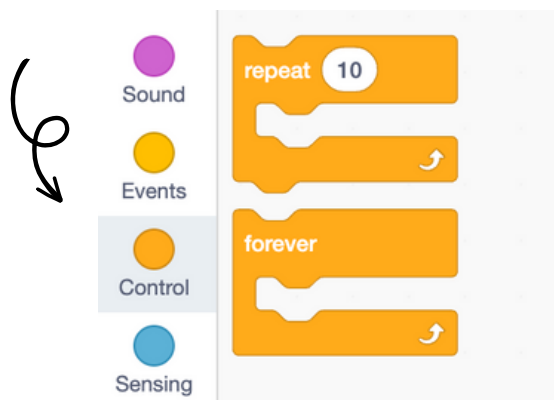 Sound
Events
Control
Sensing
repeat 10
forever